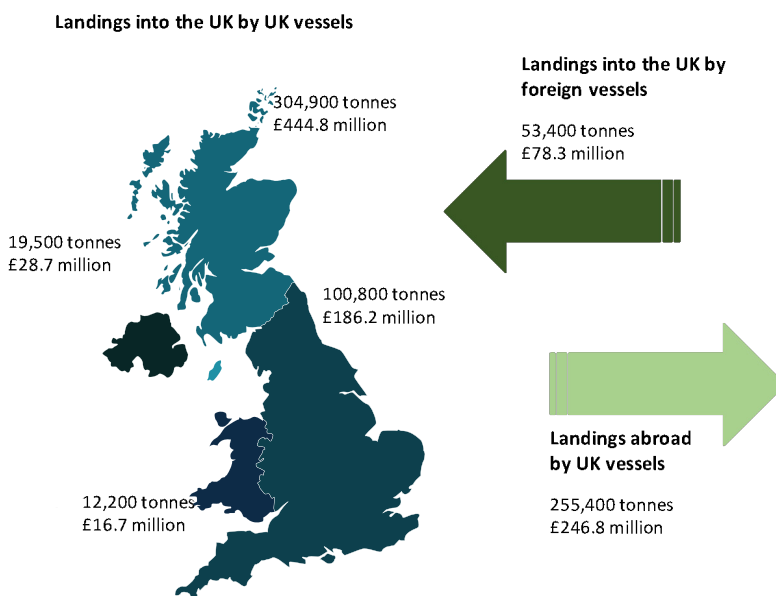 Landings into the UK by UK vessels
Landings into the UK by
foreign vessels
53,400 tonnes
£78.3 million
304,900 tonnes
£444.8 million
19,500 tonnes
£28.7 million
100,800 tonnes
£186.2 million
12,200 tonnes
£16.7 million
Landings abroad
by UK vessels
255,400 tonnes
£246.8 million